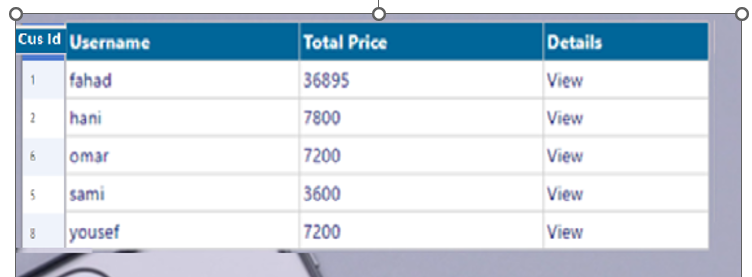 Cus Id Username Total Price Details
1 fahad 36895 View
2 hani 7800 View
6 omar 7200 View
5 sami 3600 View
8 yousef 7200 View